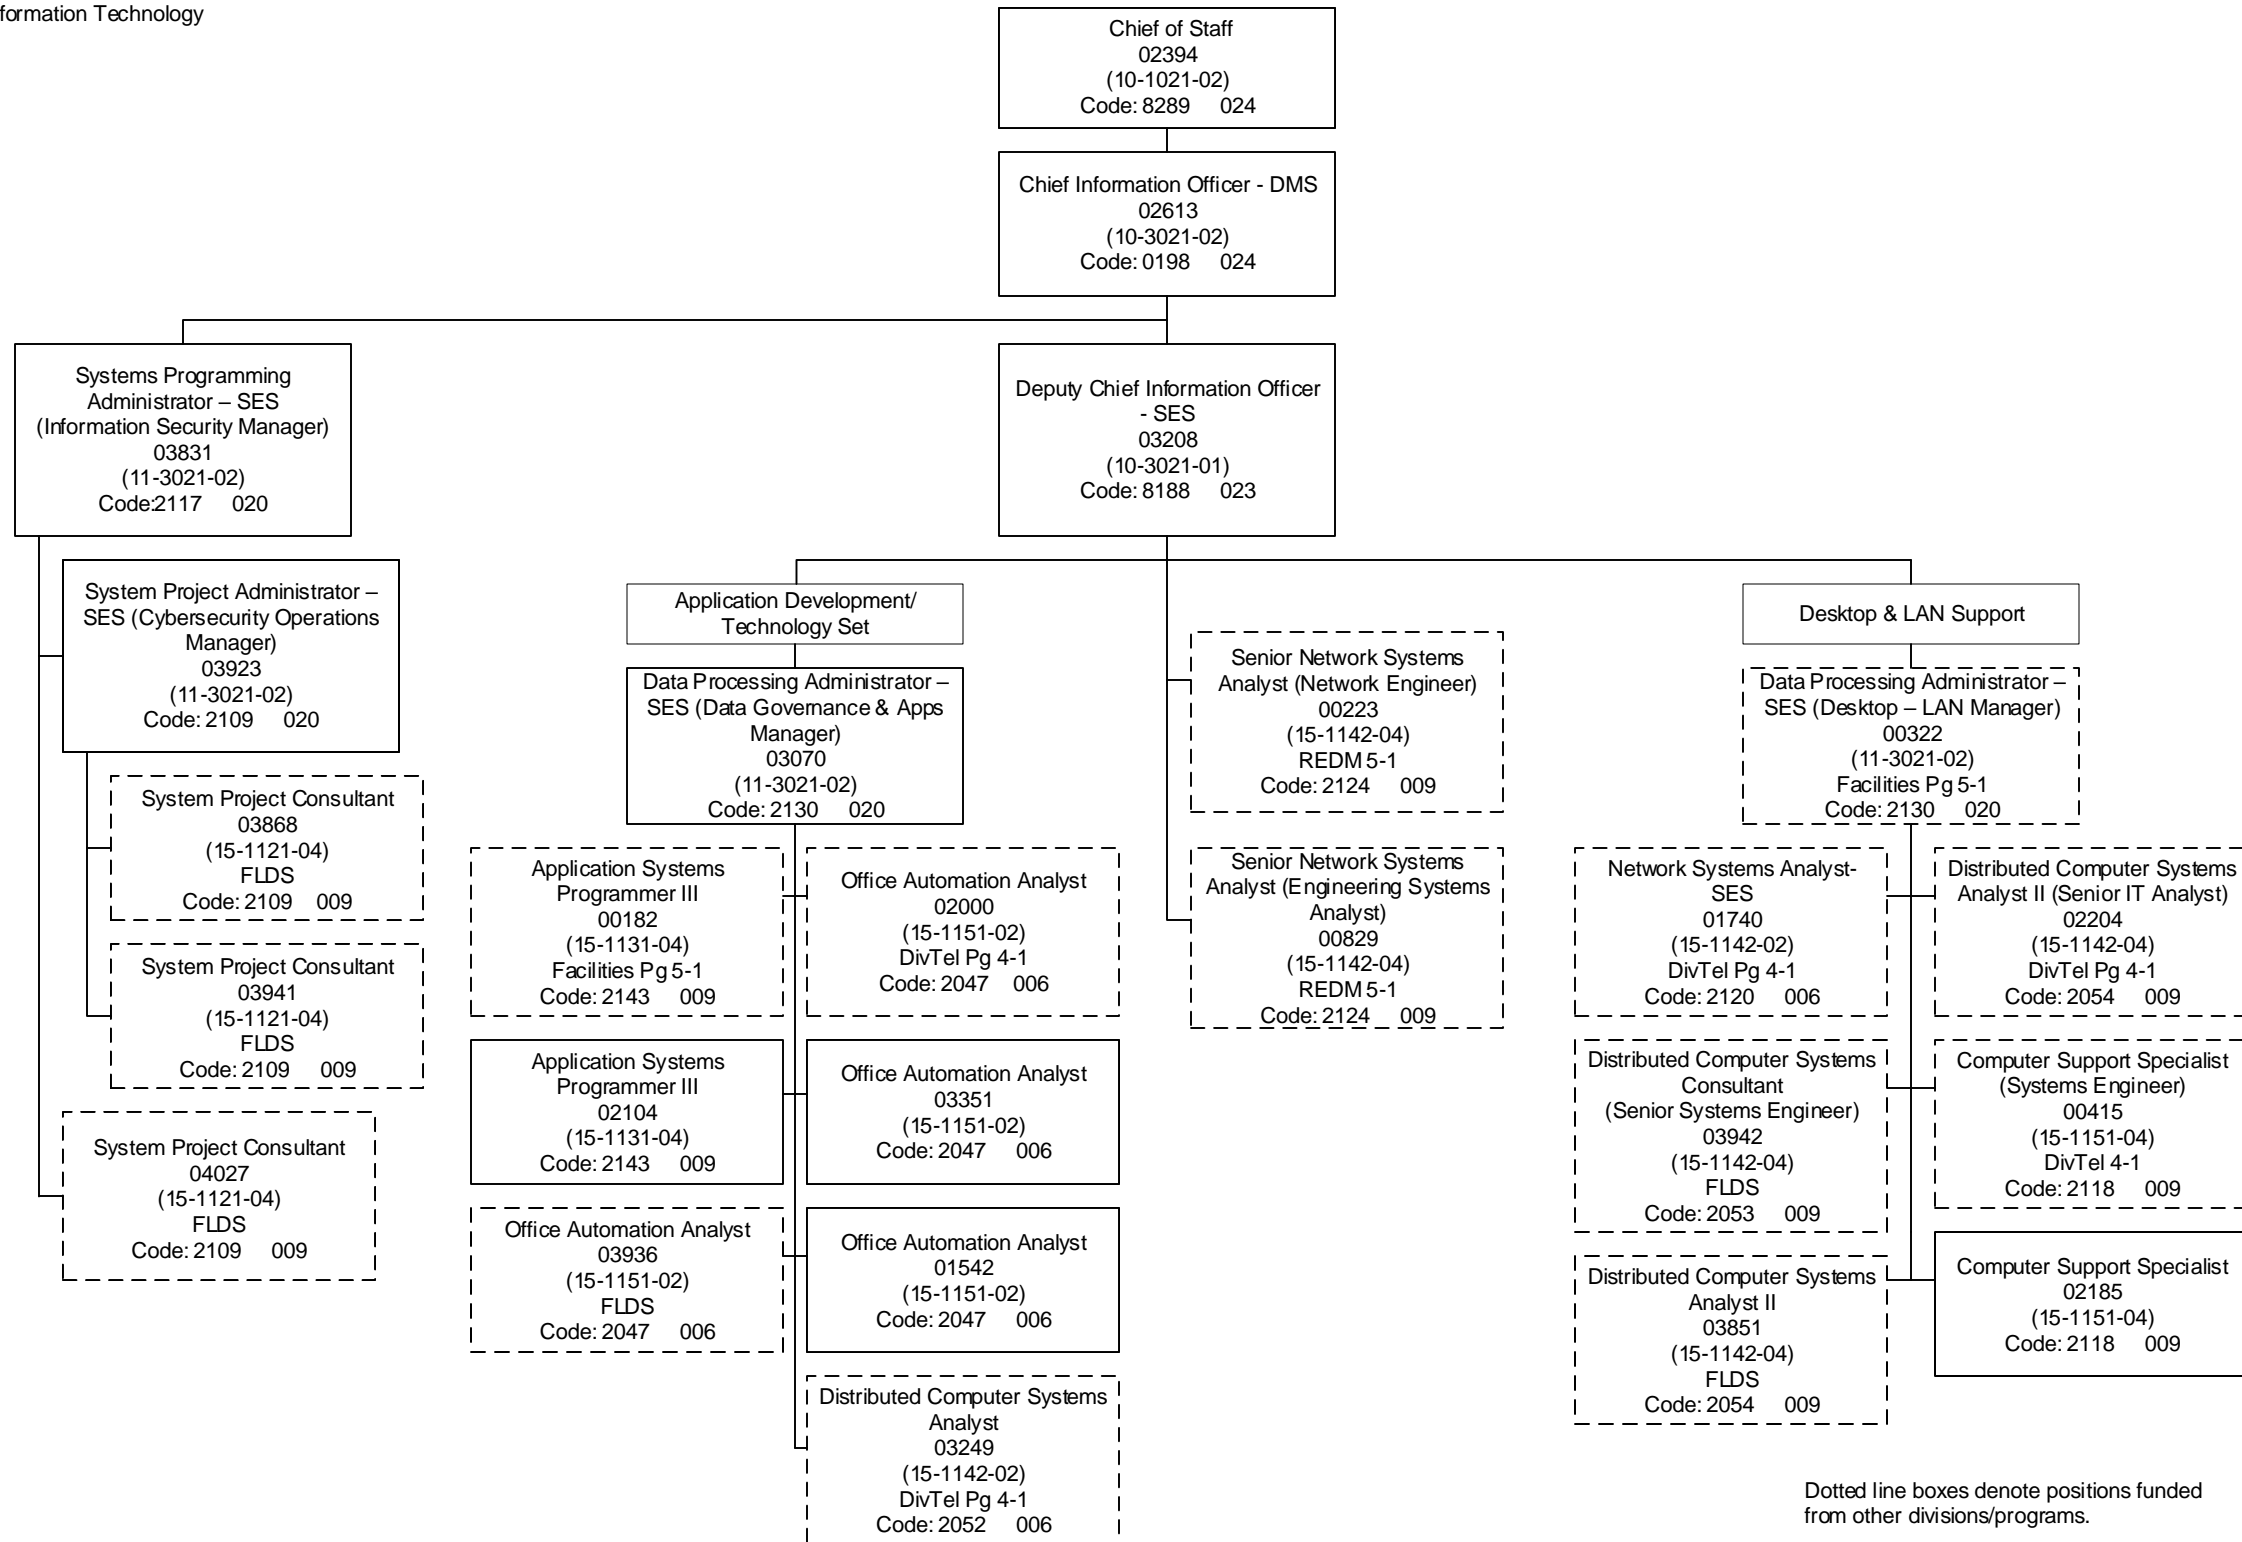 formation Technology
Chief of Staff
02394
(10-1021-02)
Code: 8289 024
Chief Information Officer - DMS
02613
(10-3021-02)
Code: 0198 024
Systems Programming
Administrator – SES
(Information Security Manager)
03831
(11-3021-02)
Code:2117 020
Deputy Chief Information Officer
- SES
03208
(10-3021-01)
Code: 8188 023
System Project Administrator –
SES (Cybersecurity Operations
Manager)
03923
(11-3021-02)
Code: 2109 020
System Project Consultant
03868
(15-1121-04)
FLDS
Code: 2109 009
System Project Consultant
03941
(15-1121-04)
FLDS
Code: 2109 009
System Project Consultant
04027
(15-1121-04)
FLDS
Code: 2109 009
Application Development/
Technology Set
Data Processing Administrator –
SES (Data Governance & Apps
Manager)
03070
(11-3021-02)
Code: 2130 020
Application Systems
Programmer III
00182
(15-1131-04)
Facilities Pg 5-1
Code: 2143 009
Office Automation Analyst
02000
(15-1151-02)
DivTel Pg 4-1
Code: 2047 006
Application Systems
Programmer III
02104
(15-1131-04)
Code: 2143 009
Office Automation Analyst
03351
(15-1151-02)
Code: 2047 006
Office Automation Analyst
03936
(15-1151-02)
FLDS
Code: 2047 006
Office Automation Analyst
01542
(15-1151-02)
Code: 2047 006
Distributed Computer Systems
Analyst
03249
(15-1142-02)
DivTel Pg 4-1
Code: 2052 006
Senior Network Systems
Analyst (Network Engineer)
00223
(15-1142-04)
REDM 5-1
Code: 2124 009
Senior Network Systems
Analyst (Engineering Systems
Analyst)
00829
(15-1142-04)
REDM 5-1
Code: 2124 009
Desktop & LAN Support
Data Processing Administrator –
SES (Desktop – LAN Manager)
00322
(11-3021-02)
Facilities Pg 5-1
Code: 2130 020
Network Systems Analyst-
SES
01740
(15-1142-02)
DivTel Pg 4-1
Code: 2120 006
Distributed Computer Systems
Analyst II (Senior IT Analyst)
02204
(15-1142-04)
DivTel Pg 4-1
Code: 2054 009
Distributed Computer Systems
Consultant
(Senior Systems Engineer)
03942
(15-1142-04)
FLDS
Code: 2053 009
Computer Support Specialist
(Systems Engineer)
00415
(15-1151-04)
DivTel 4-1
Code: 2118 009
Distributed Computer Systems
Analyst II
03851
(15-1142-04)
FLDS
Code: 2054 009
Computer Support Specialist
02185
(15-1151-04)
Code: 2118 009
Dotted line boxes denote positions funded
from other divisions/programs.